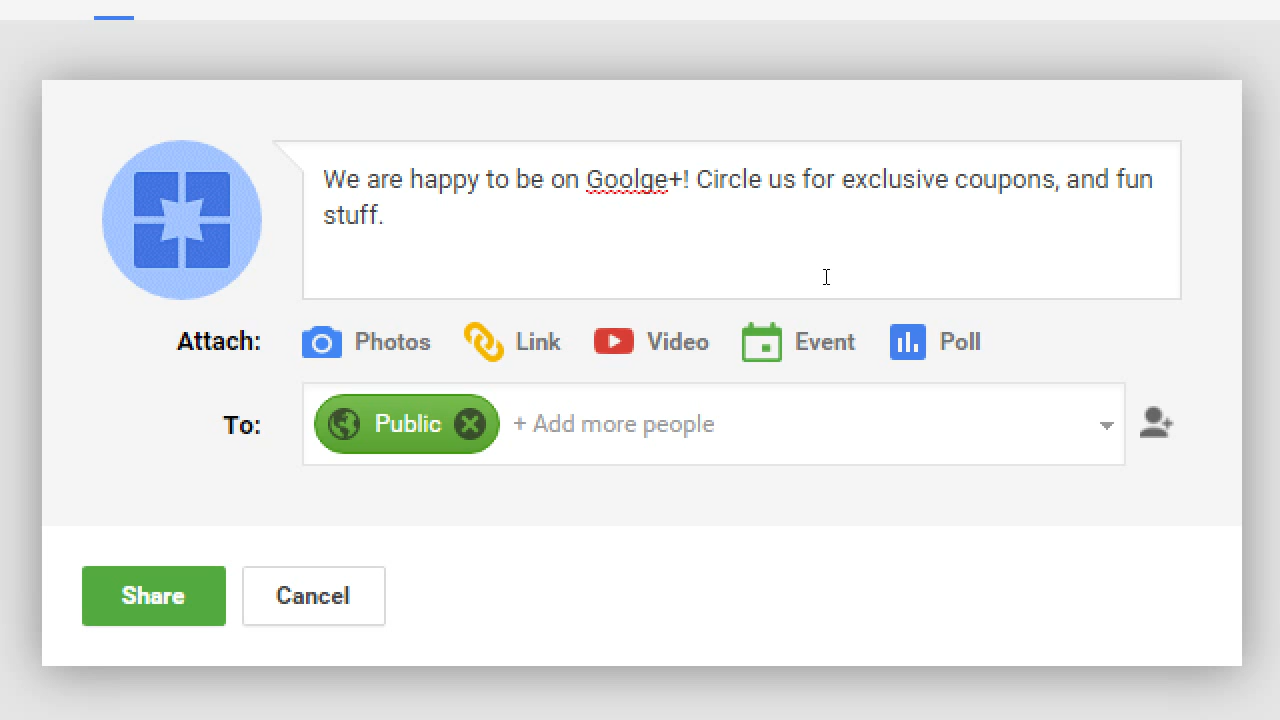 We are happy to be on Goolge+! Circle us for exclusive coupons, and fun
stuff.
Attach: Photos Link Video Event Poll
To: Public + Add more people
Share Cancel